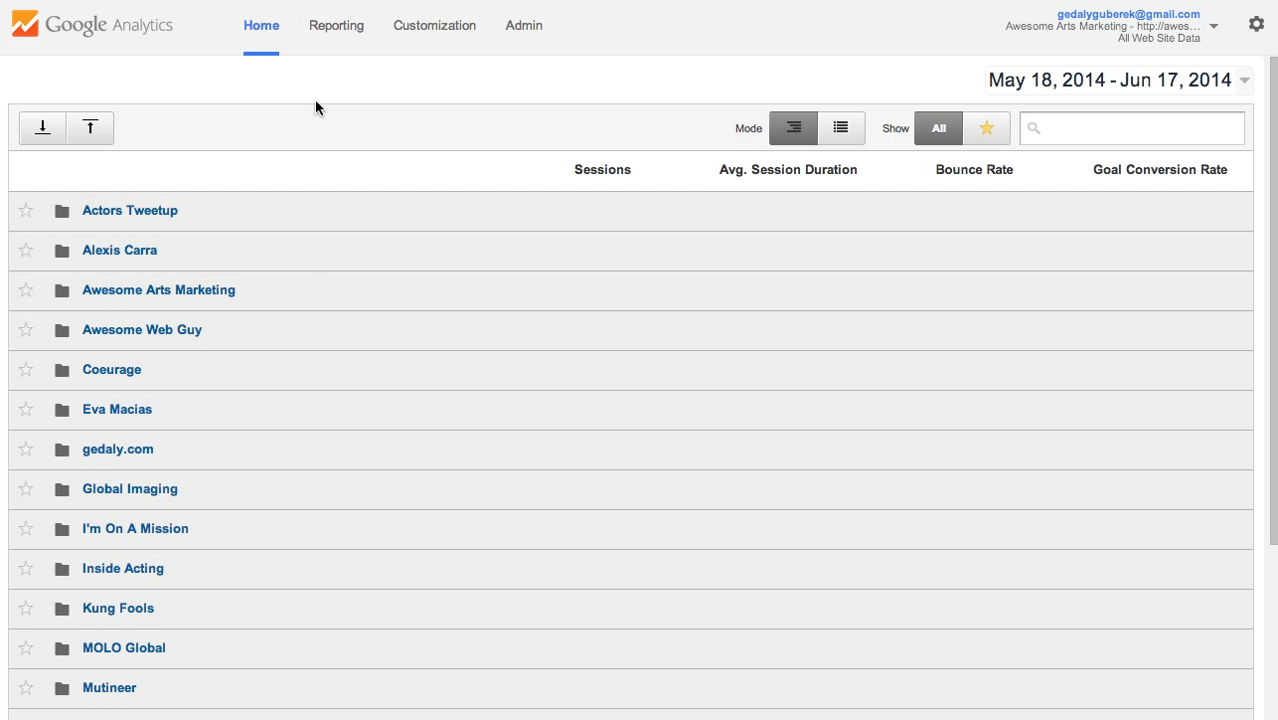 Google Analytics
Home Reporting Customization Admin
gedalyguberek@gmail.com
Awesome Arts Marketing - http://awes...
All Web Site Data
May 18, 2014 - Jun 17, 2014
Mode Show All
Sessions Avg. Session Duration Bounce Rate Goal Conversion Rate
Actors Tweetup
Alexis Carra
Awesome Arts Marketing
Awesome Web Guy
Coeurage
Eva Macias
gedaly.com
Global Imaging
I'm On A Mission
Inside Acting
Kung Fools
MOLO Global
Mutineer